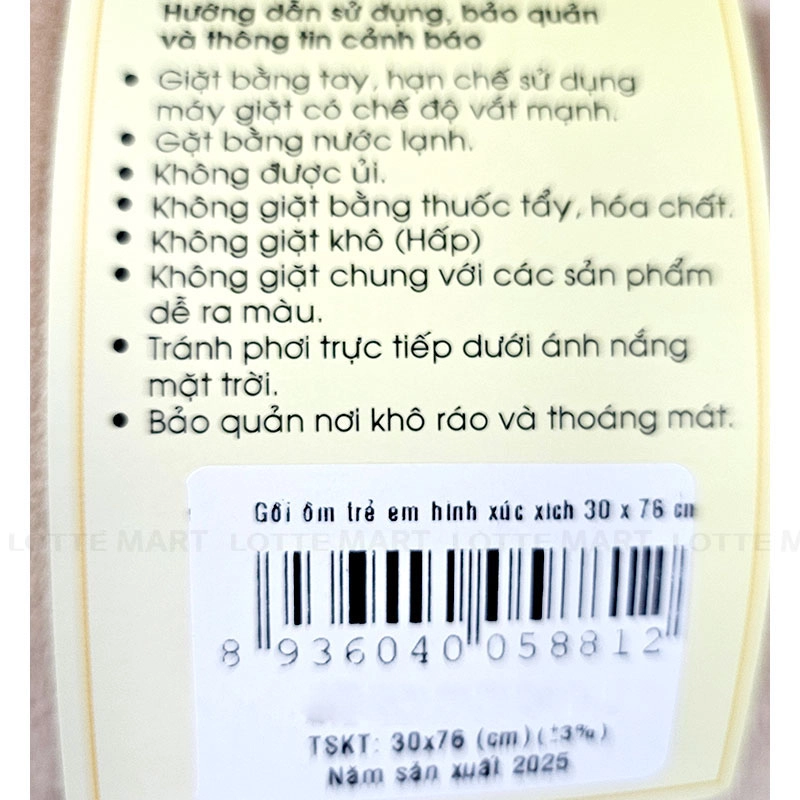 Hướng dẫn sử dụng, bảo quản
và thông tin cảnh báo
• Giặt bằng tay, hạn chế sử dụng
máy giặt có chế độ vắt mạnh.
• Gặt bằng nước lạnh.
• Không được ủi.
• Không giặt bằng thuốc tẩy, hóa chất.
• Không giặt khô (Hấp)
• Không giặt chung với các sản phẩm
dễ ra màu.
• Tránh phơi trực tiếp dưới ánh nắng
mặt trời.
• Bảo quản nơi khô ráo và thoáng mát.
Gối ôm trẻ em hình xúc xích 30 x 76 cm
LOTTE MART LOTTE MART LOTTE MART LOTTE M
8 936040 058812
TSKT: 30x76 (cm)(±3%)
Năm sản xuất 2025